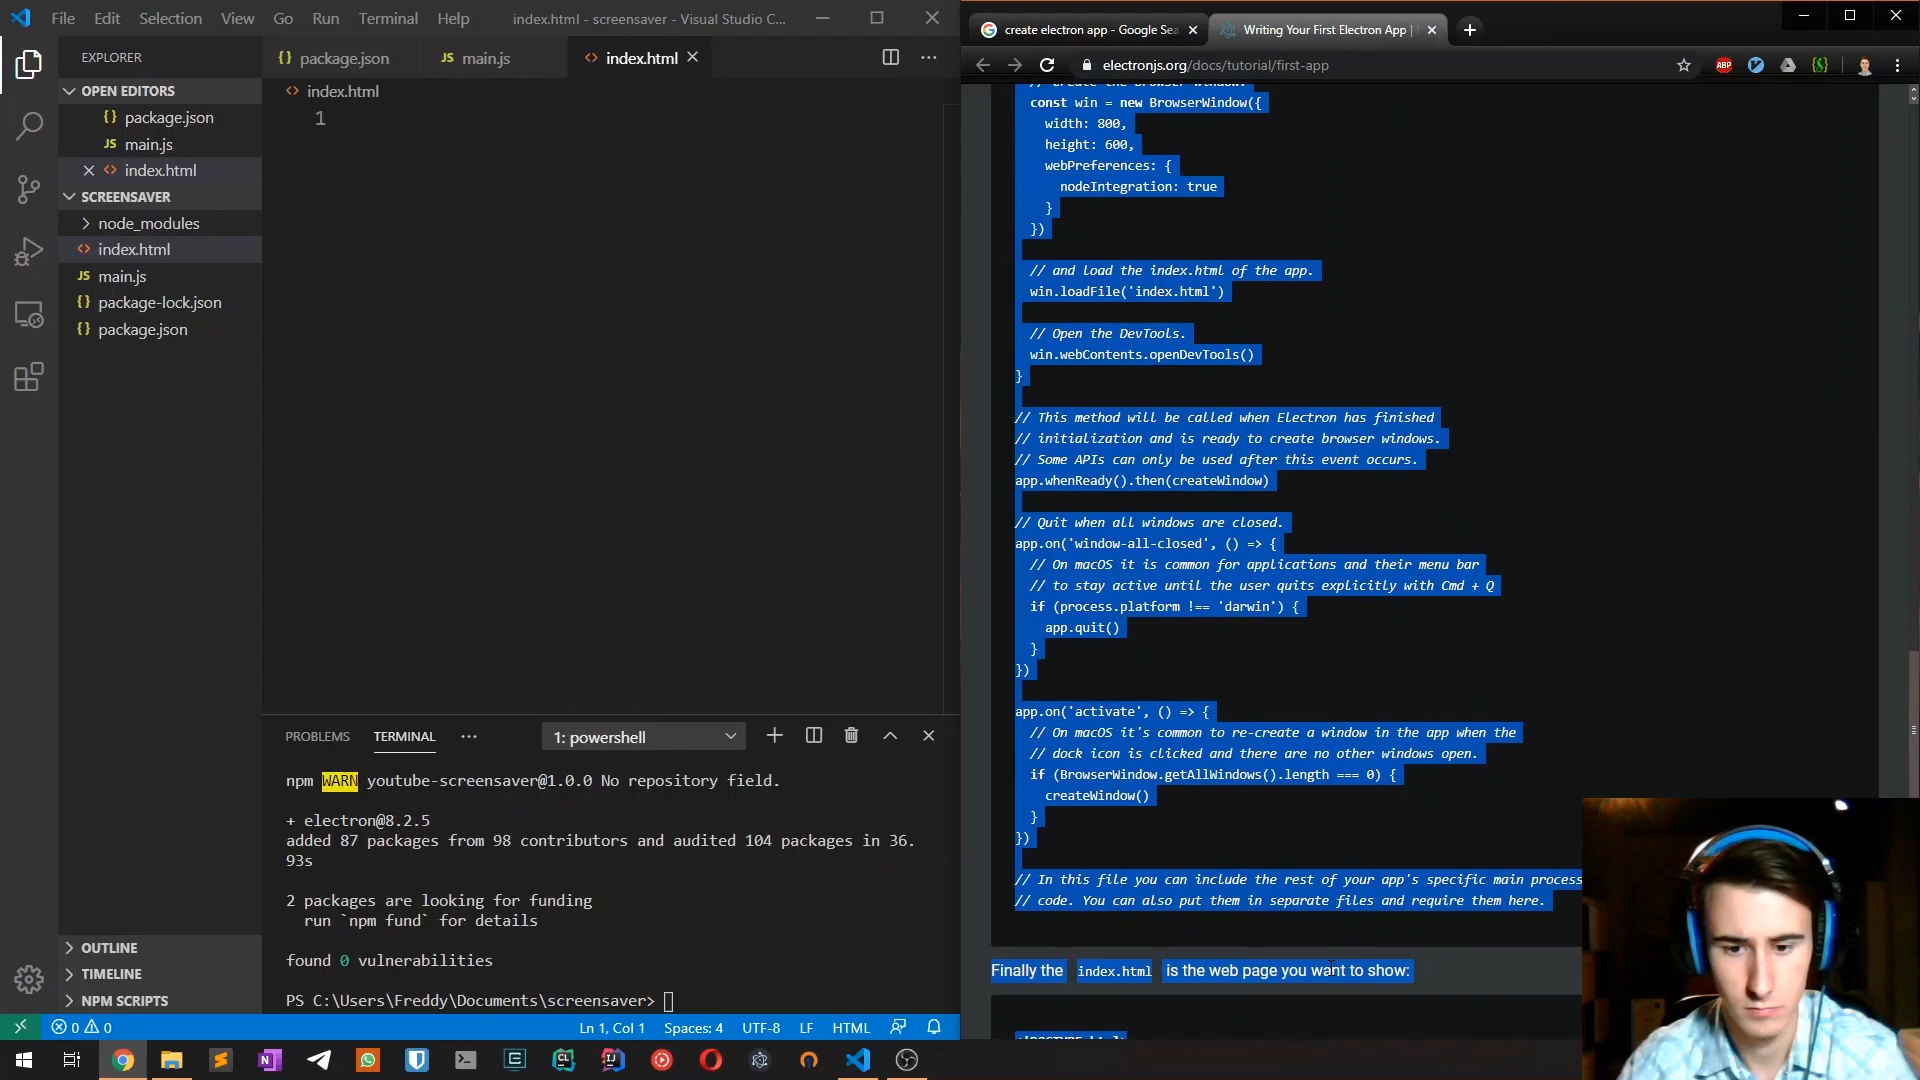 File Edit Selection View Go Run Terminal Help
index.html - screensaver - Visual Studio C...
EXPLORER
OPEN EDITORS
{} package.json
JS main.js
<> index.html
SCREENSAVER
node_modules
<> index.html
JS main.js
{} package-lock.json
{} package.json
OUTLINE
TIMELINE
NPM SCRIPTS
{} package.json JS main.js <> index.html
<> index.html
1
PROBLEMS TERMINAL ... 1: powershell
npm WARN youtube-screensaver@1.0.0 No repository field.
+ electron@8.2.5
added 87 packages from 98 contributors and audited 104 packages in 36.
93s
2 packages are looking for funding
run `npm fund` for details
found 0 vulnerabilities
PS C:\Users\Freddy\Documents\screensaver>
0 0 Ln 1, Col 1 Spaces: 4 UTF-8 LF HTML
create electron app - Google Sea
Writing Your First Electron App |
electronjs.org/docs/tutorial/first-app
ABP
// Create the browser window.
const win = new BrowserWindow({
width: 800,
height: 600,
webPreferences: {
nodeIntegration: true
}
})
// and load the index.html of the app.
win.loadFile('index.html')
// Open the DevTools.
win.webContents.openDevTools()
}
// This method will be called when Electron has finished
// initialization and is ready to create browser windows.
// Some APIs can only be used after this event occurs.
app.whenReady().then(createWindow)
// Quit when all windows are closed.
app.on('window-all-closed', () => {
// On macOS it is common for applications and their menu bar
// to stay active until the user quits explicitly with Cmd + Q
if (process.platform !== 'darwin') {
app.quit()
}
})
app.on('activate', () => {
// On macOS it's common to re-create a window in the app when the
// dock icon is clicked and there are no other windows open.
if (BrowserWindow.getAllWindows().length === 0) {
createWindow()
}
})
// In this file you can include the rest of your app's specific main process
// code. You can also put them in separate files and require them here.
Finally the index.html is the web page you want to show:
<!DOCTYPE html>